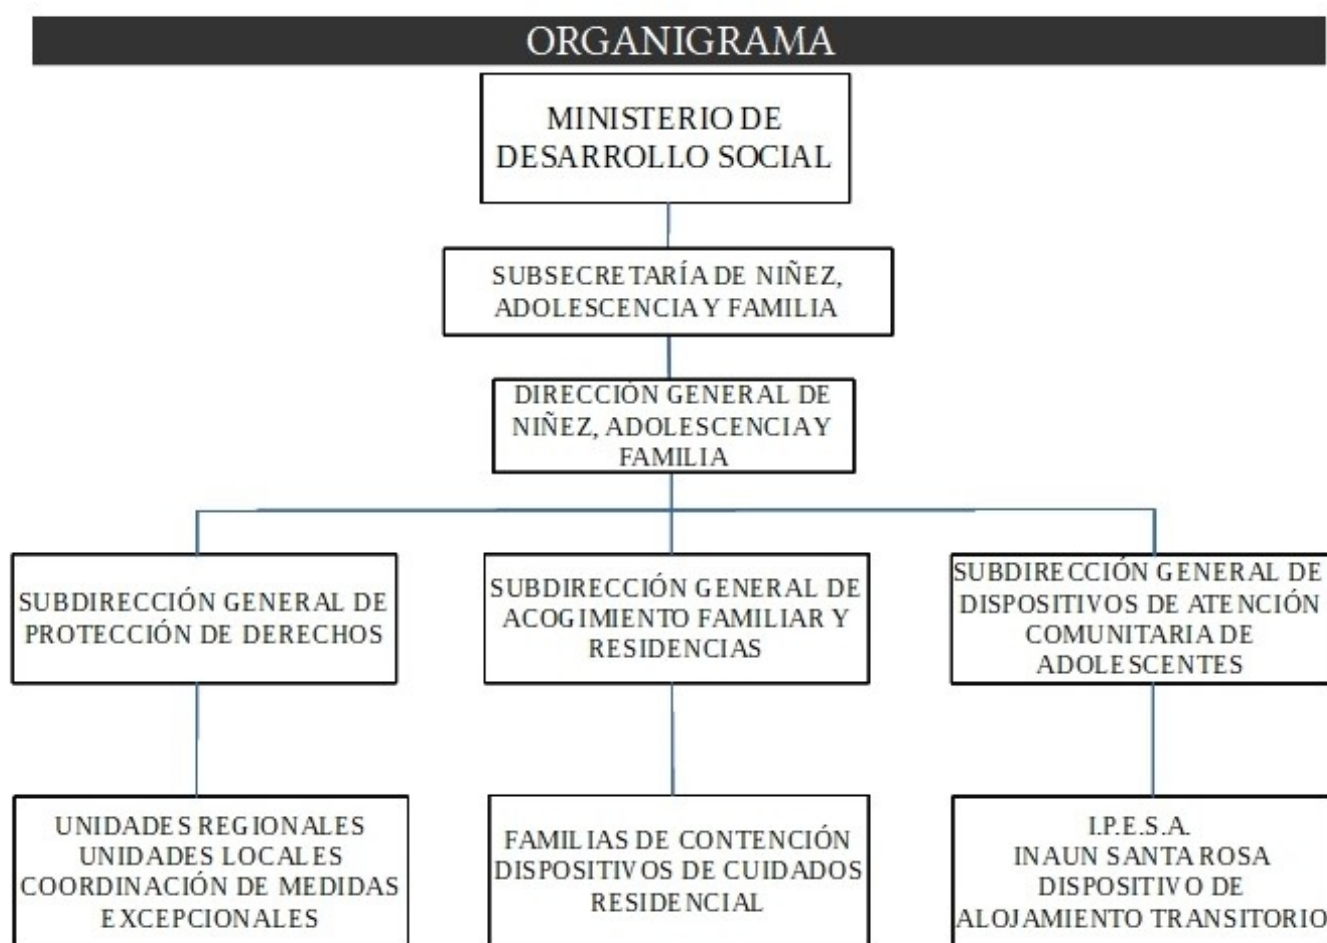 ORGANIGRAMA
MINISTERIO DE
DESARROLLO SOCIAL
SUBSECRETARÍA DE NIÑEZ,
ADOLESCENCIA Y FAMILIA
DIRECCIÓN GENERAL DE
NIÑEZ, ADOLESCENCIA Y
FAMILIA
SUBDIRECCIÓN GENERAL DE
PROTECCIÓN DE DERECHOS
SUBDIRECCIÓN GENERAL DE
ACOGIMIENTO FAMILIAR Y
RESIDENCIAS
SUBDIRECCIÓN GENERAL DE
DISPOSITIVOS DE ATENCIÓN
COMUNITARIA DE
ADOLESCENTES
UNIDADES REGIONALES
UNIDADES LOCALES
COORDINACIÓN DE MEDIDAS
EXCEPCIONALES
FAMILIAS DE CONTENCIÓN
DISPOSITIVOS DE CUIDADOS
RESIDENCIAL
I.P.E.S.A.
INAUN SANTA ROSA
DISPOSITIVO DE
ALOJAMIENTO TRANSITORIO